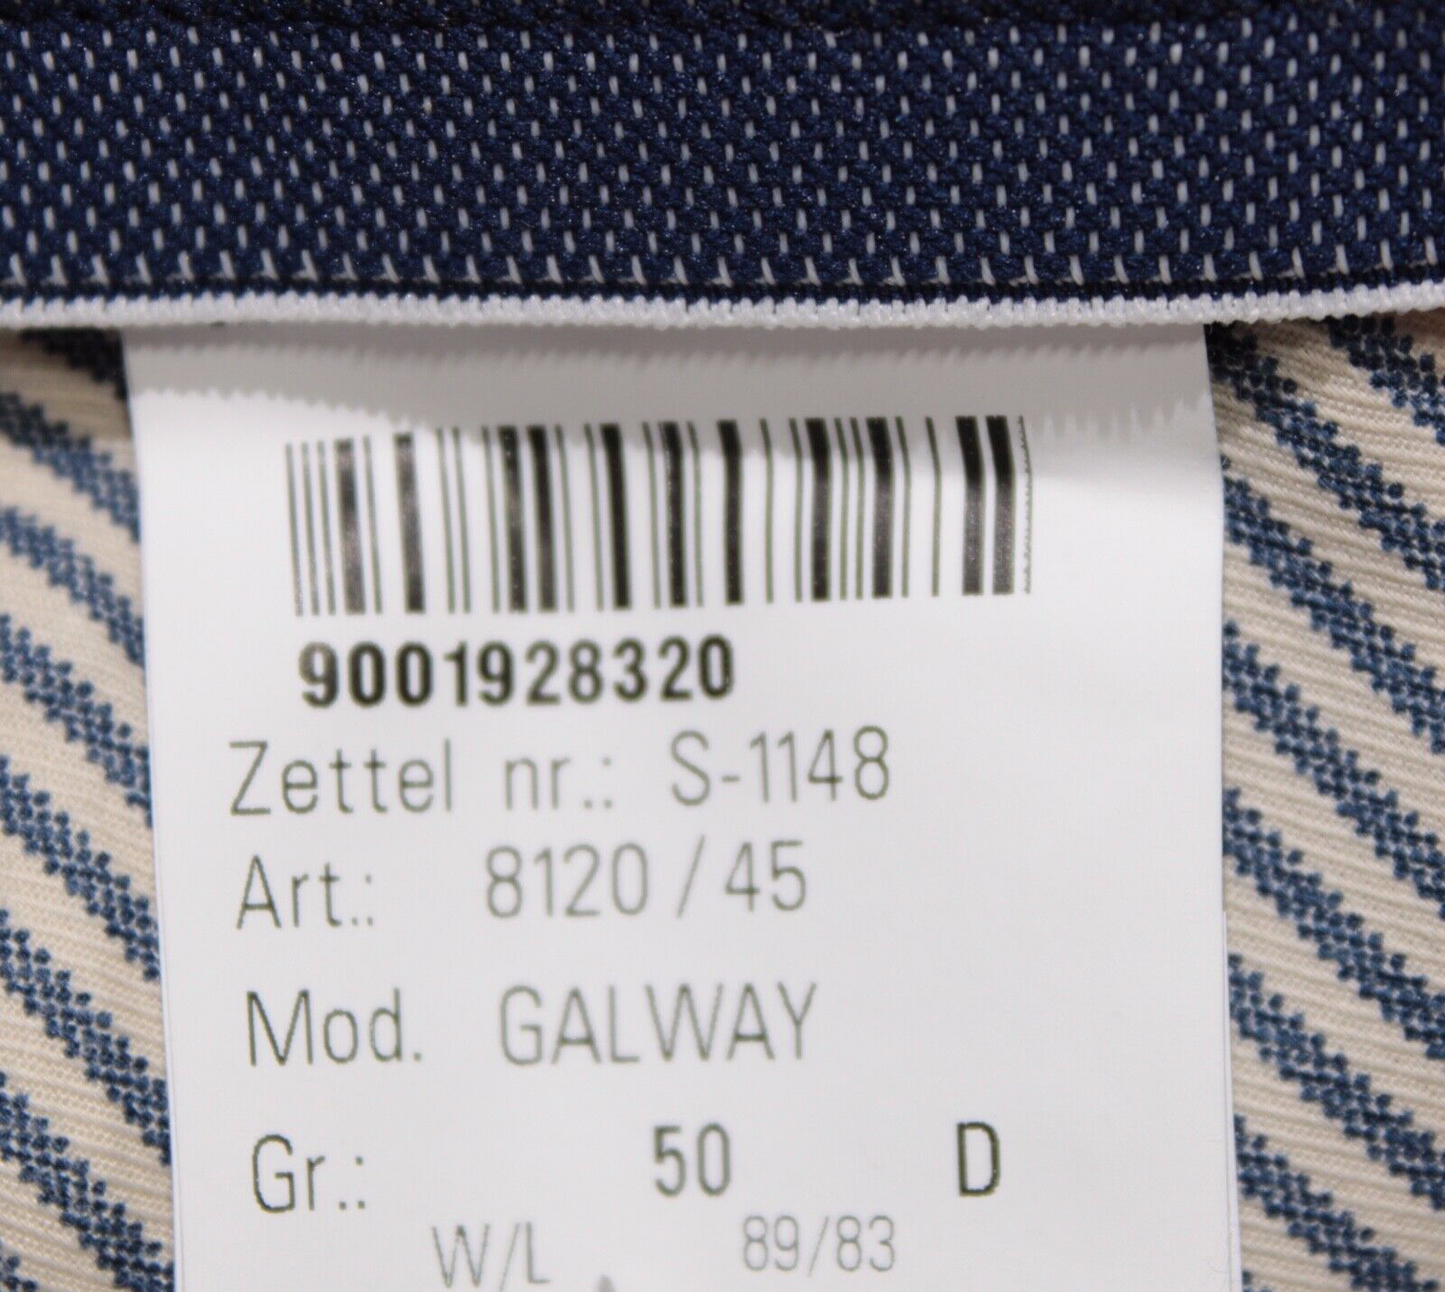 9001928320
Zettel nr.: S-1148
Art.: 8120 / 45
Mod. GALWAY
Gr.: 50 D
W/L 89/83